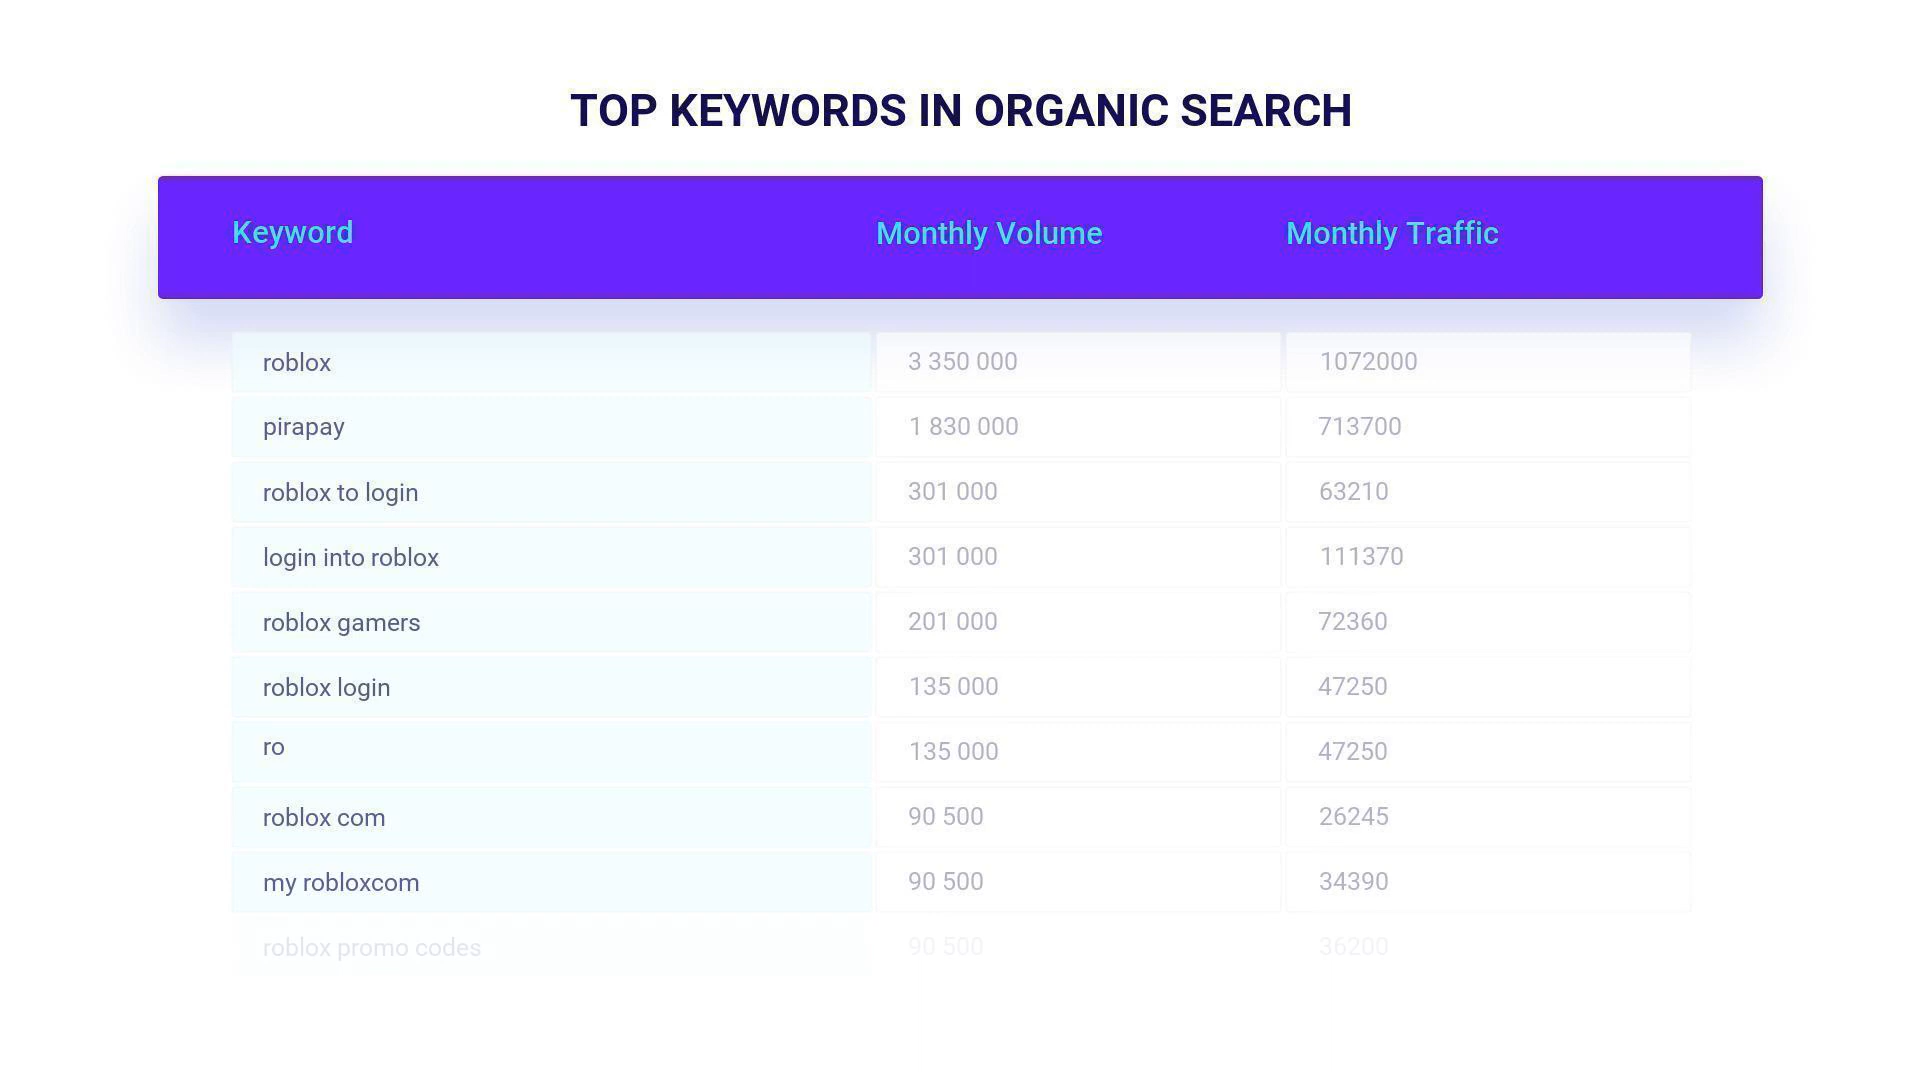 TOP KEYWORDS IN ORGANIC SEARCH
Keyword Monthly Volume Monthly Traffic
roblox 3 350 000 1072000
pirapay 1 830 000 713700
roblox to login 301 000 63210
login into roblox 301 000 111370
roblox gamers 201 000 72360
roblox login 135 000 47250
ro 135 000 47250
roblox com 90 500 26245
my robloxcom 90 500 34390
roblox promo codes 90 500 36200